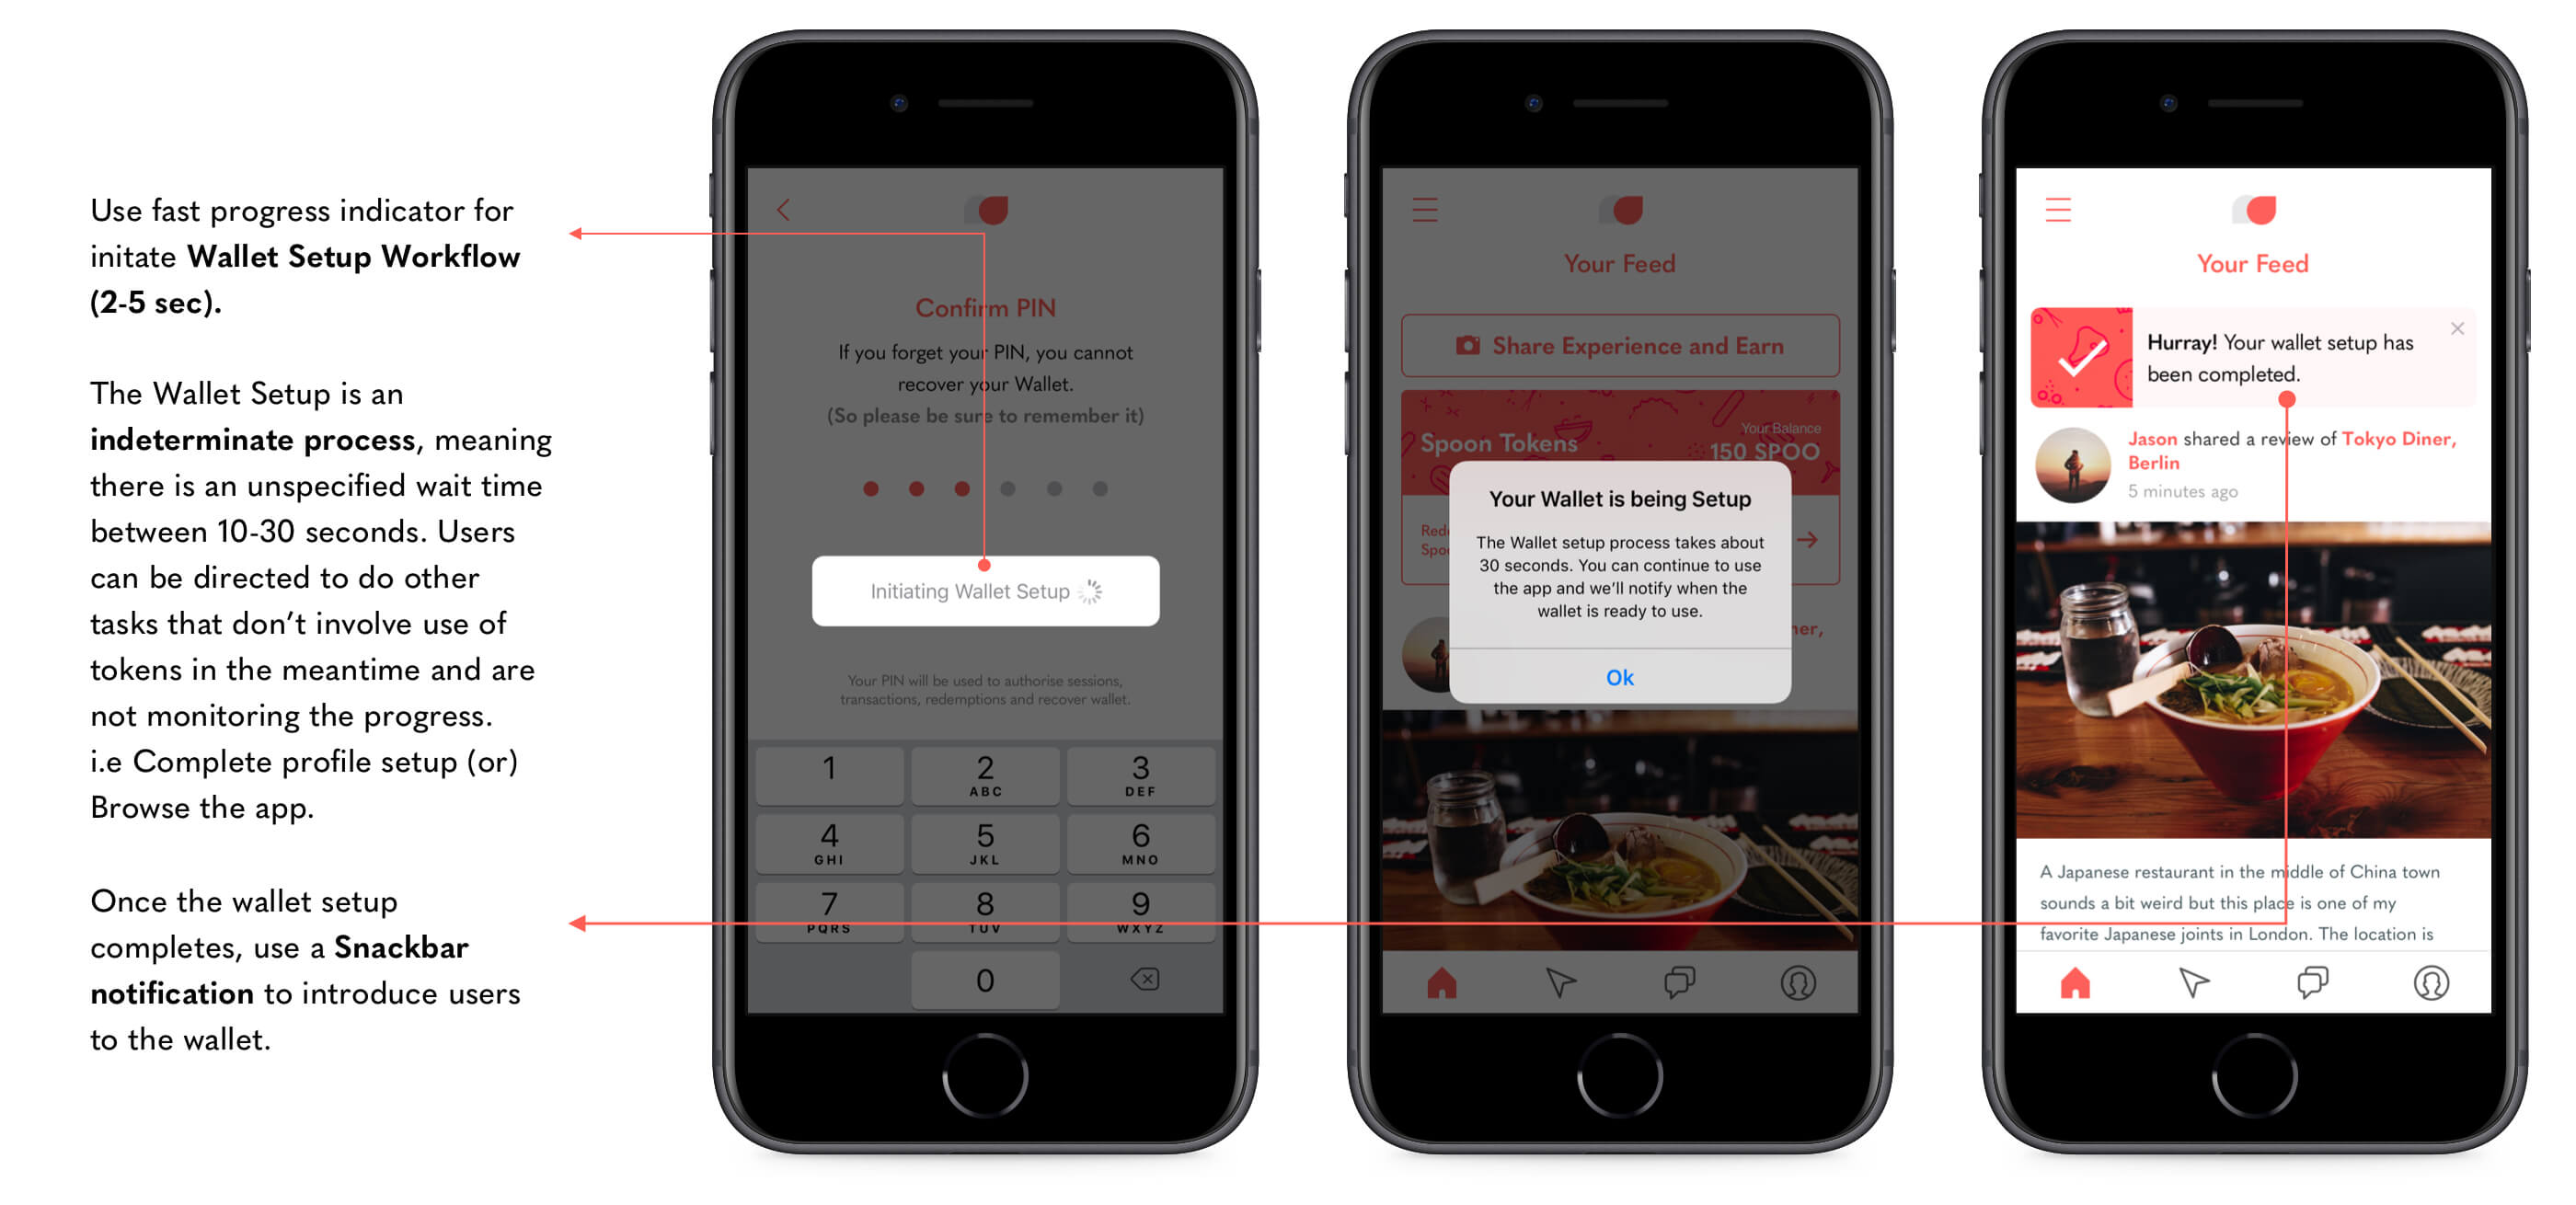 Use fast progress indicator for
initate Wallet Setup Workflow
(2-5 sec).
The Wallet Setup is an
indeterminate process, meaning
there is an unspecified wait time
between 10-30 seconds. Users
can be directed to do other
tasks that don't involve use of
tokens in the meantime and are
not monitoring the progress.
i.e Complete profile setup (or)
Browse the app.
Once the wallet setup
completes, use a Snackbar
notification to introduce users
to the wallet.
Confirm PIN
If you forget your PIN, you cannot
recover your Wallet.
(So please be sure to remember it)
Initiating Wallet Setup
Your PIN will be used to authorise sessions,
transactions, redemptions and recover wallet.
1 2 3
ABC DEF
4 5 6
GHI JKL MNO
7 8 9
PQRS TUV WXYZ
0
Your Feed
Share Experience and Earn
Your Balance
Spoon Tokens 150 SPOO
Your Wallet is being Setup
The Wallet setup process takes about
30 seconds. You can continue to use
the app and we'll notify when the
wallet is ready to use.
Ok
Your Feed
Hurray! Your wallet setup has
been completed.
Jason shared a review of Tokyo Diner,
Berlin
5 minutes ago
A Japanese restaurant in the middle of China town
sounds a bit weird but this place is one of my
favorite Japanese joints in London. The location is